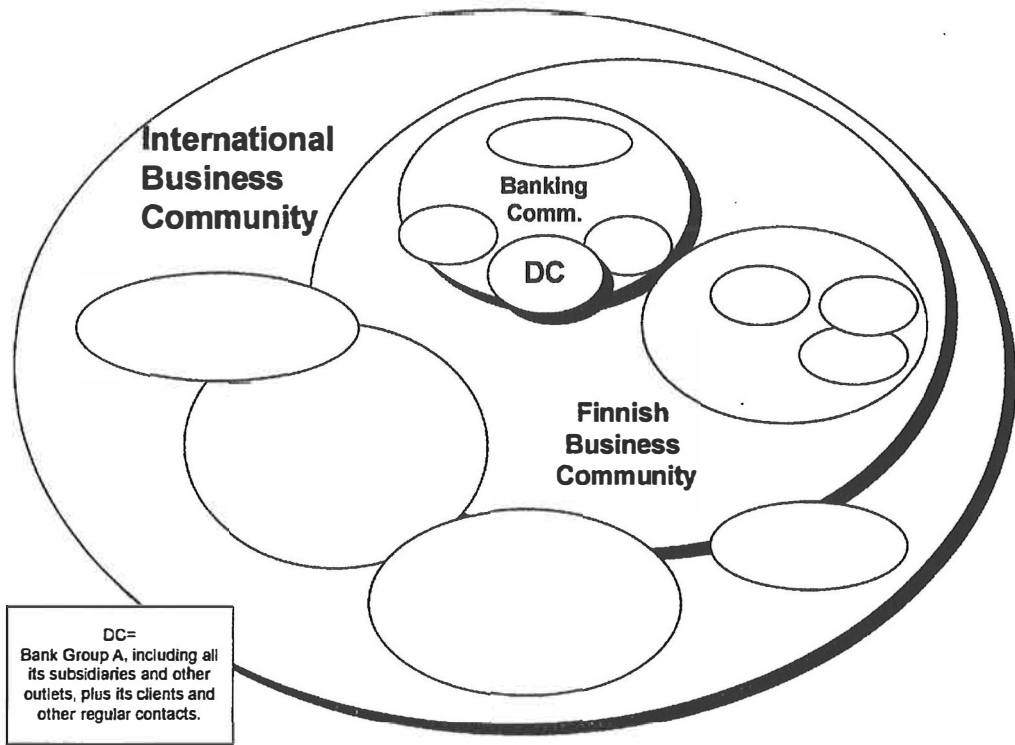 International
Business
Community
Banking
Comm.
DC
Finnish
Business
Community
DC=
Bank Group A, including all
its subsidiaries and other
outlets, plus its clients and
other regular contacts.